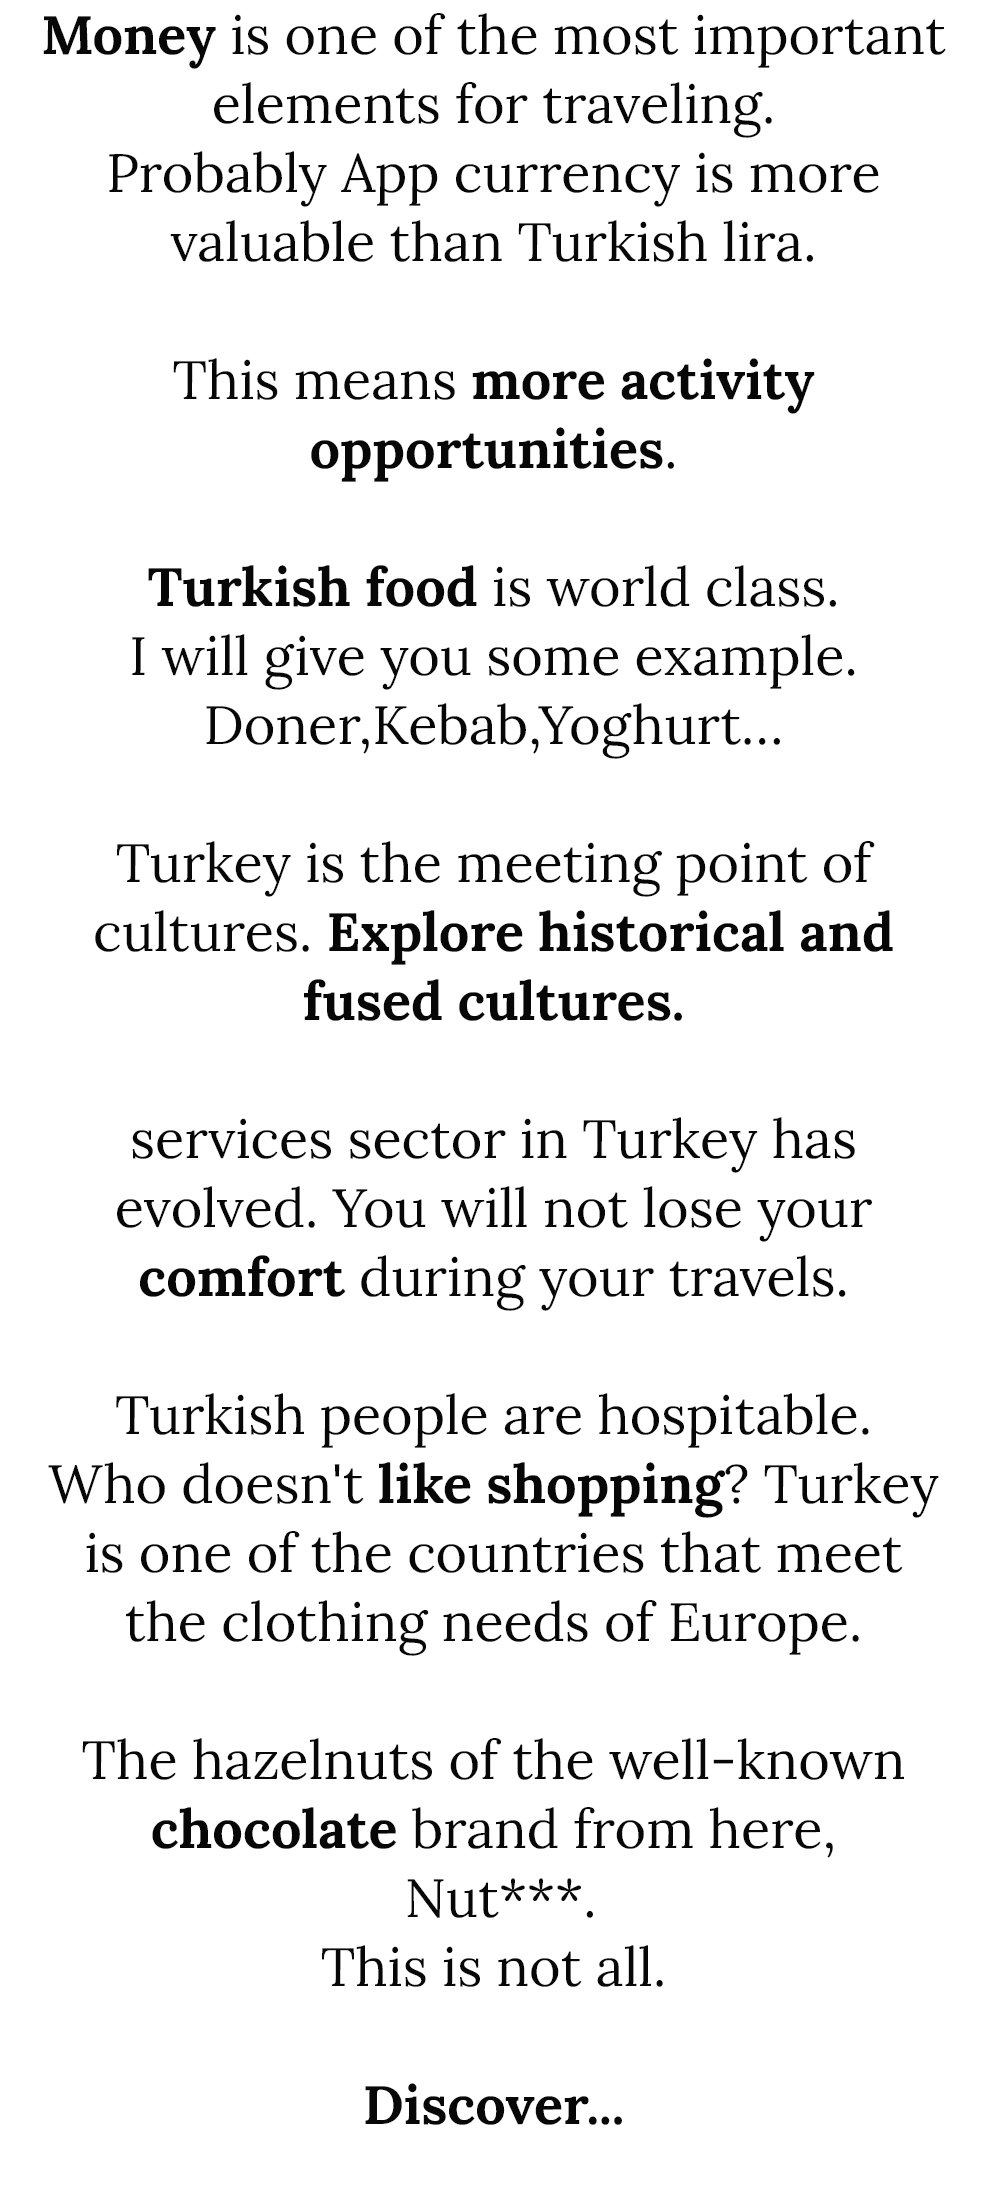 Money is one of the most important
elements for traveling.
Probably App currency is more
valuable than Turkish lira.
This means more activity
opportunities.
Turkish food is world class.
I will give you some example.
Doner,Kebab,Yoghurt...
Turkey is the meeting point of
cultures. Explore historical and
fused cultures.
services sector in Turkey has
evolved. You will not lose your
comfort during your travels.
Turkish people are hospitable.
Who doesn't like shopping? Turkey
is one of the countries that meet
the clothing needs of Europe.
The hazelnuts of the well-known
chocolate brand from here,
Nut***.
This is not all.
Discover...